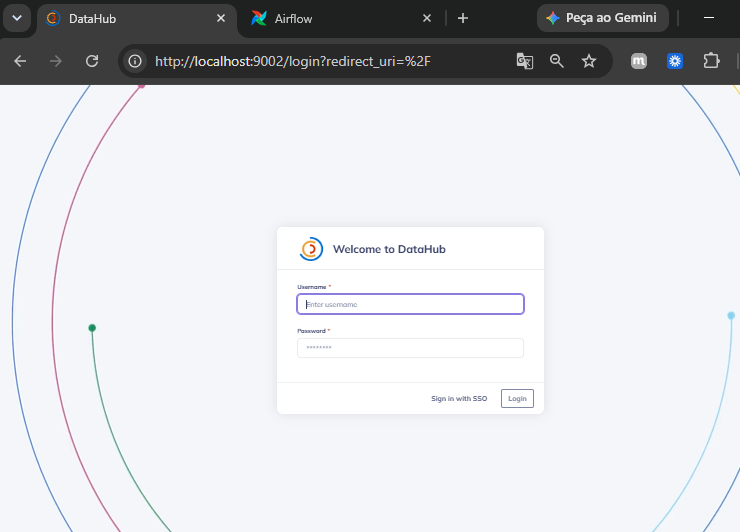 DataHub
Airflow
Peça ao Gemini
http://localhost:9002/login?redirect_uri=%2F
Welcome to DataHub
Username *
Enter username
Password *
********
Sign in with SSO
Login